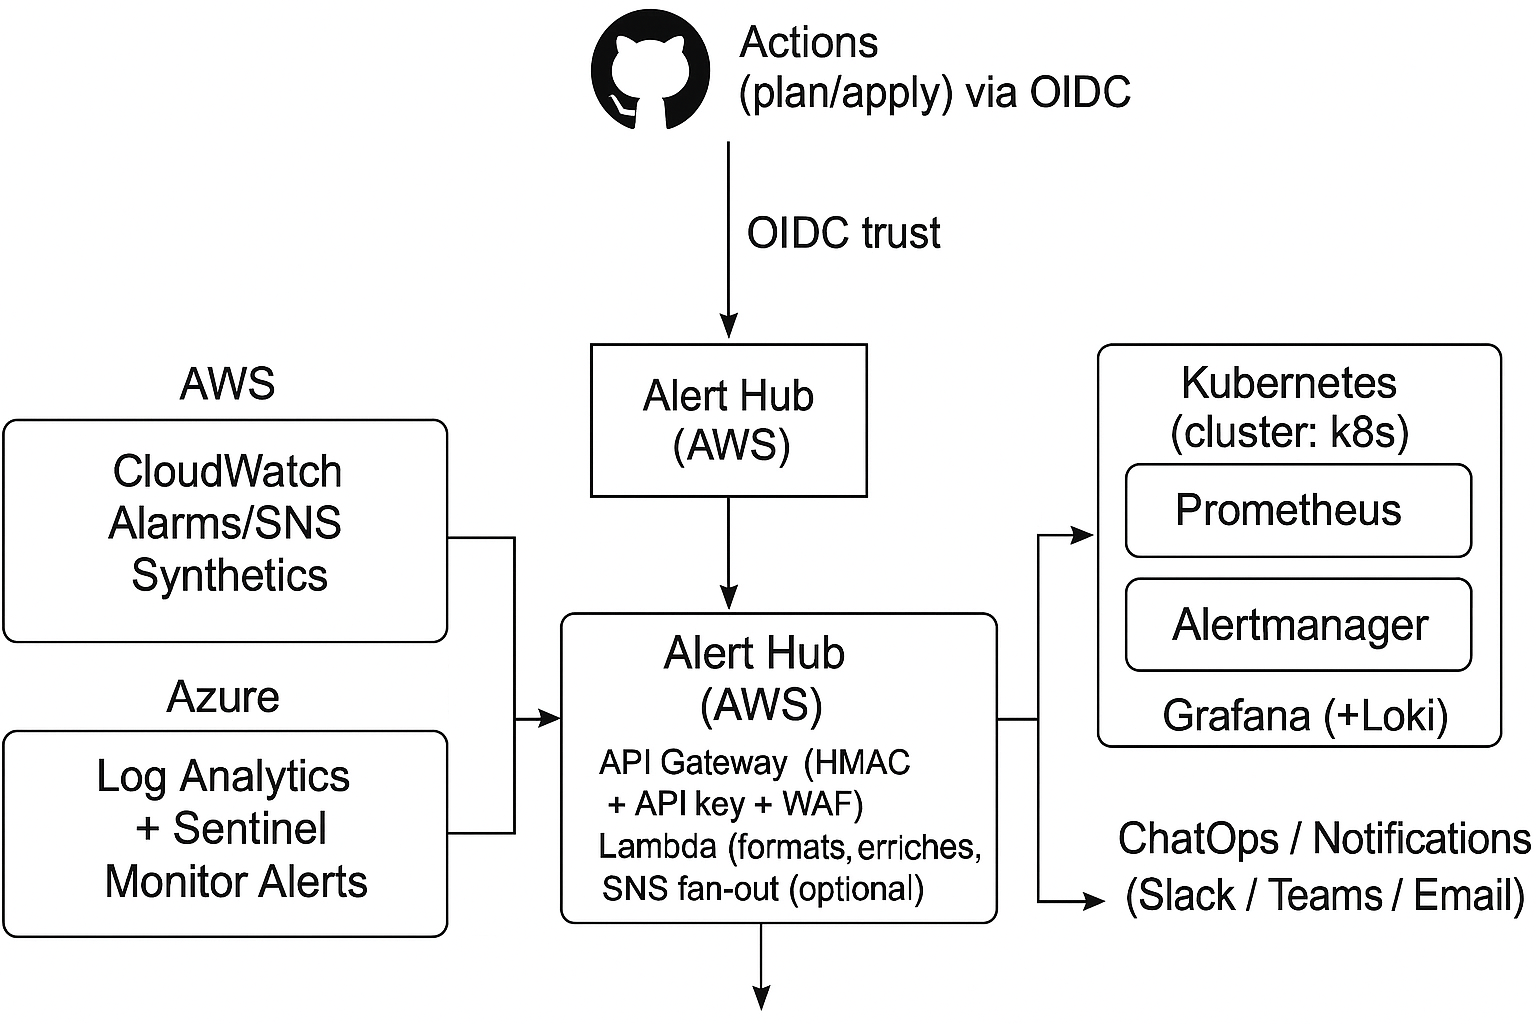 Actions
(plan/apply) via OIDC
OIDC trust
Alert Hub
(AWS)
AWS
CloudWatch
Alarms/SNS
Synthetics
Azure
Log Analytics
+ Sentinel
Monitor Alerts
Alert Hub
(AWS)
API Gateway (HMAC
+ API key + WAF)
Lambda (formats, erriches,
SNS fan-out (optional)
Kubernetes
(cluster: k8s)
Prometheus
Alertmanager
Grafana (+Loki)
ChatOps / Notifications
(Slack / Teams / Email)